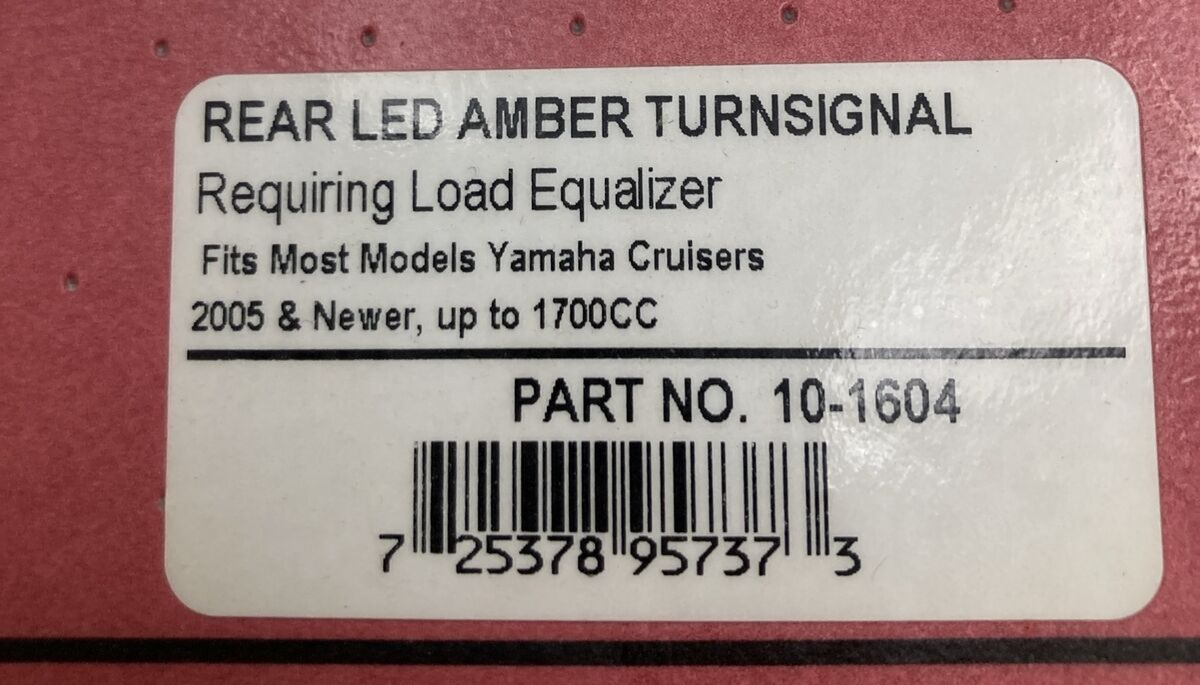 REAR LED AMBER TURNSIGNAL
Requiring Load Equalizer
Fits Most Models Yamaha Cruisers
2005 & Newer, up to 1700CC
PART NO. 10-1604
7 25378 95737 3